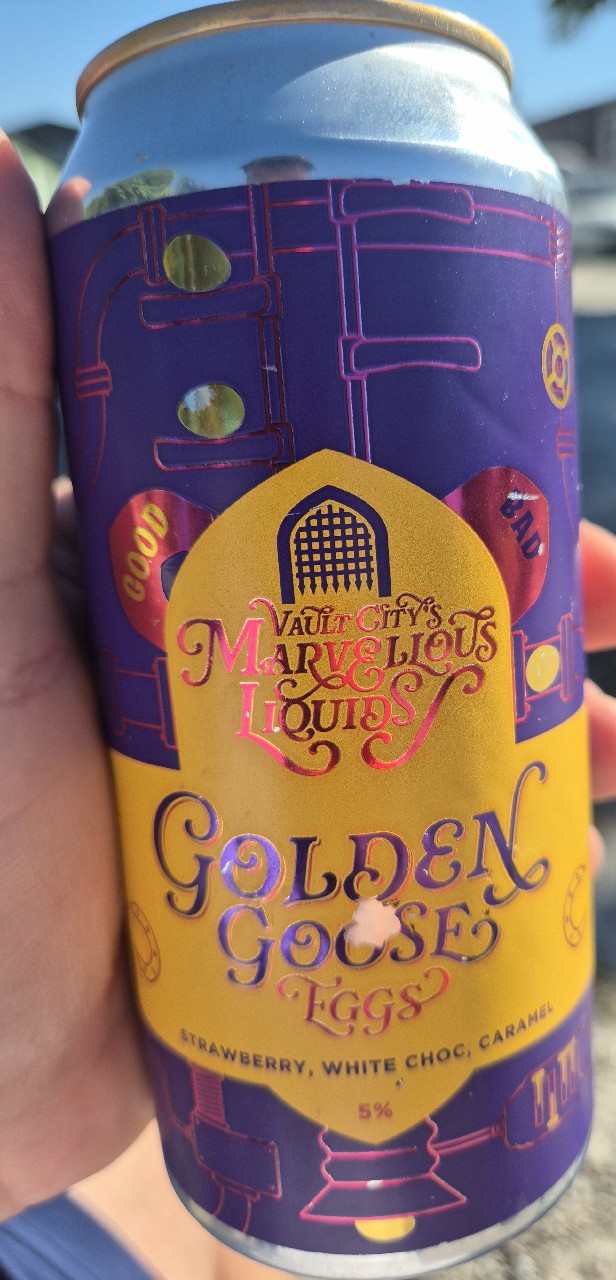 GOOD
BAD
VAULT CITY'S
MARVELLOUS
LIQUIDS
GOLDEN
GOOSE
EGGS
STRAWBERRY, WHITE CHOC, CARAMEL
5%